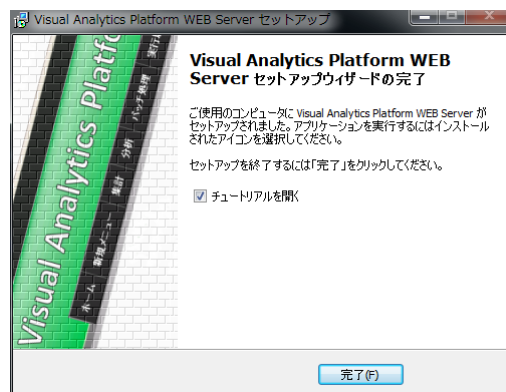 Visual Analytics Platform WEB Server セットアップ
Visual Analytics Platfo
ホーム 新規メニュー 集計 分析 バッチ処理 実行
Visual Analytics Platform WEB
Server セットアップウィザードの完了
ご使用のコンピュータに Visual Analytics Platform WEB Server が
セットアップされました。アプリケーションを実行するにはインストール
されたアイコンを選択してください。
セットアップを終了するには「完了」をクリックしてください。
チュートリアルを開く
完了(F)